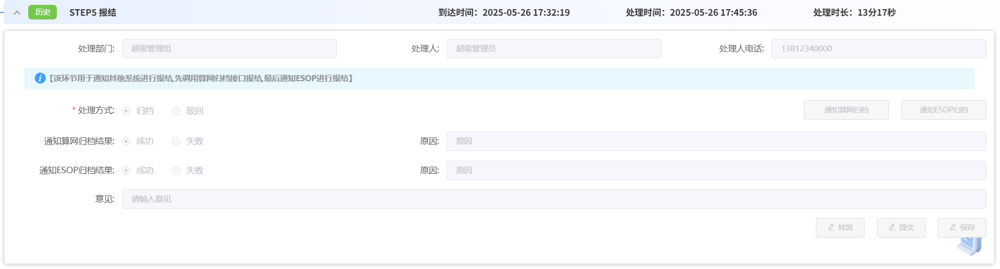 历史 STEP5 报结 到达时间：2025-05-26 17:32:19 处理时间：2025-05-26 17:45:36 处理时长：13分17秒
处理部门: 超级管理组 处理人: 超级管理员 处理人电话: 13812340000
【该环节用于通知其他系统进行报结,先调用算网归档接口报结,最后通知ESOP进行报结】
* 处理方式: 归档 驳回 通知算网归档 通知ESOP归档
通知算网归档结果: 成功 失败 原因: 原因
通知ESOP归档结果: 成功 失败 原因: 原因
意见: 请输入意见
转派 提交 保存